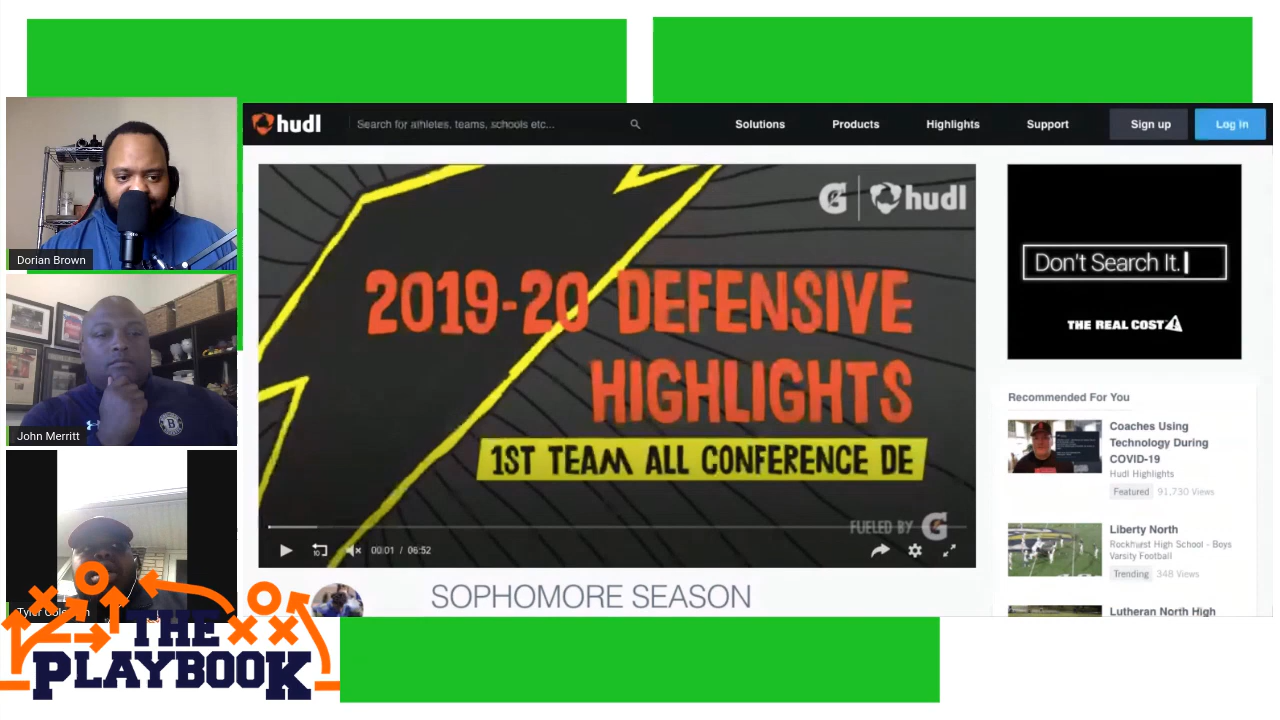 hudl
Search for athletes, teams, schools etc...
Solutions
Products
Highlights
Support
Sign up
Log In
Dorian Brown
John Merritt
Tyler
THE
PLAYBOOK
G hudl
2019-20 DEFENSIVE
HIGHLIGHTS
1ST TEAM ALL CONFERENCE DE
FUELED BY G
10
00:01 / 06:52
SOPHOMORE SEASON
Don't Search It.
THE REAL COST
Recommended For You
Coaches Using
Technology During
COVID-19
Hudl Highlights
Featured 91,730 Views
Liberty North
Rockhurst High School - Boys
Varsity Football
Trending 348 Views
Lutheran North High
B